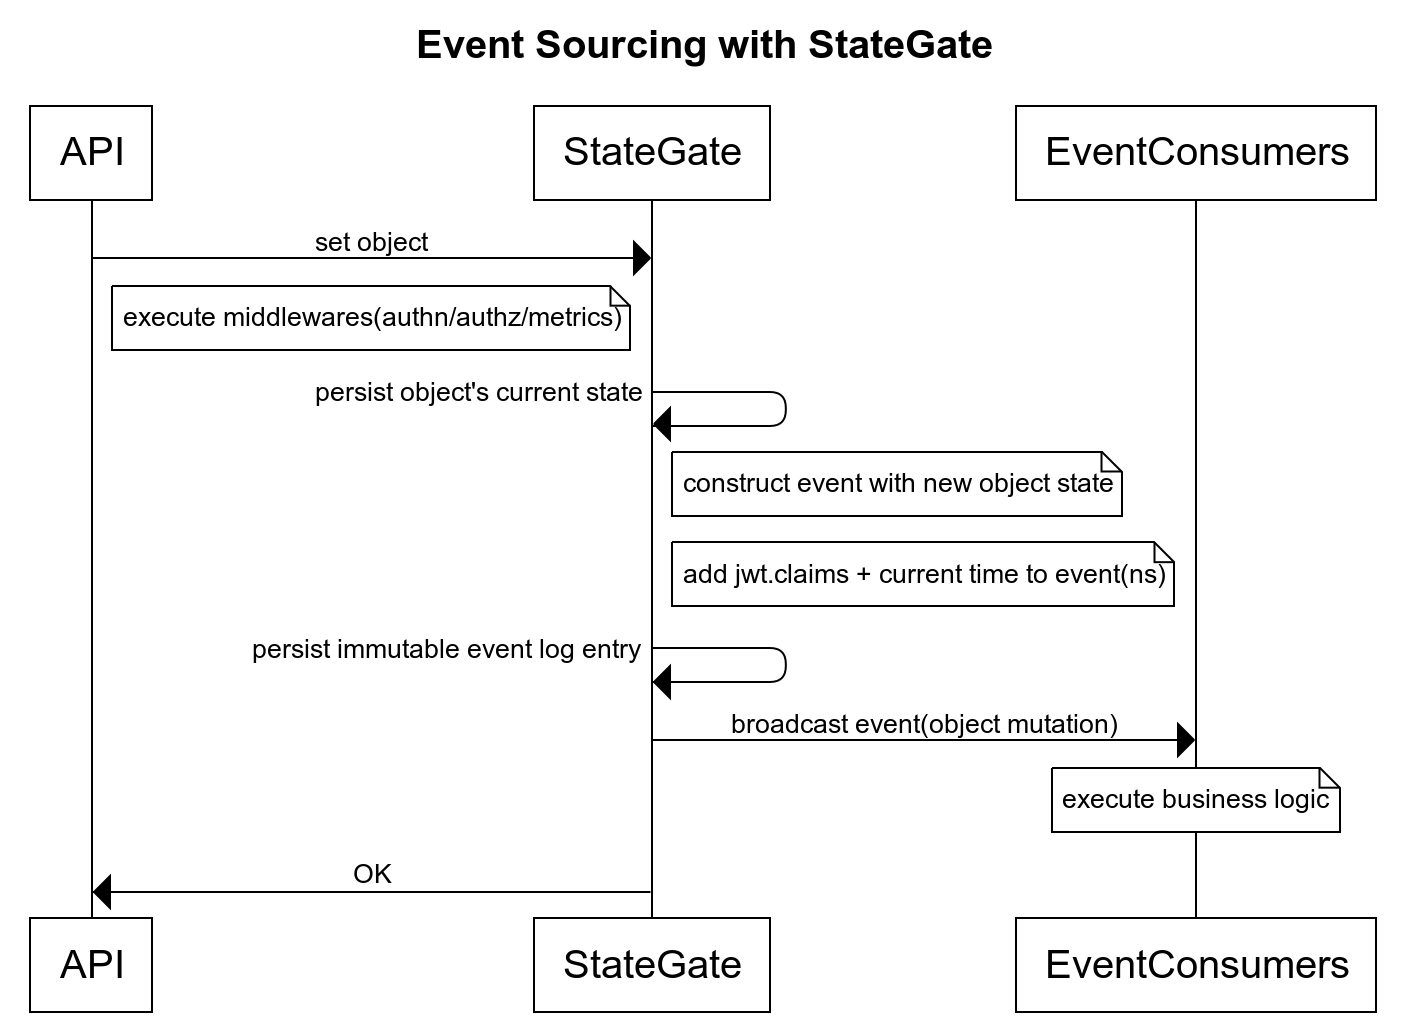 Event Sourcing with StateGate
API
StateGate
EventConsumers
set object
execute middlewares(authn/authz/metrics)
persist object's current state
construct event with new object state
add jwt.claims + current time to event(ns)
persist immutable event log entry
broadcast event(object mutation)
execute business logic
OK
API
StateGate
EventConsumers